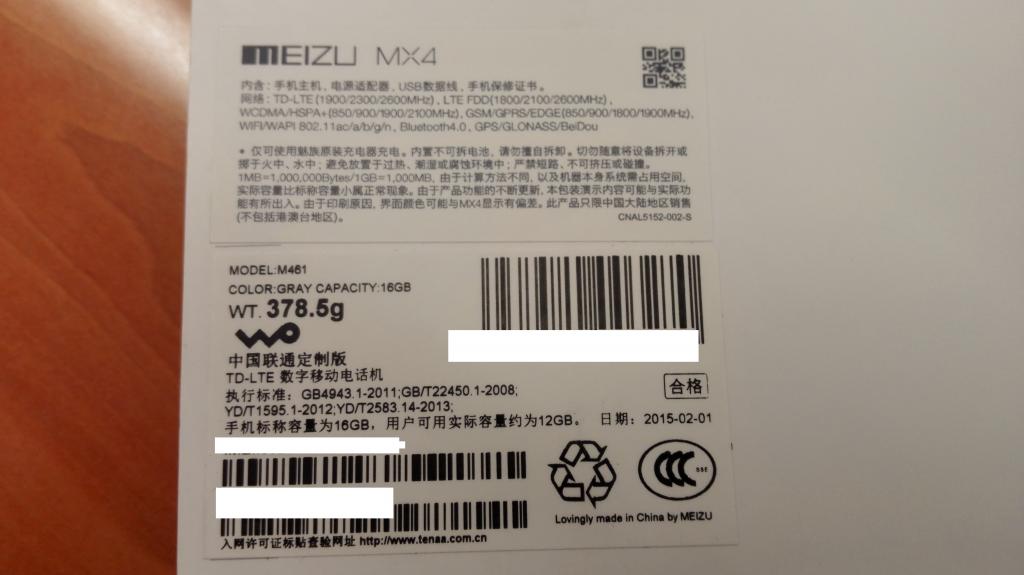 MEIZU MX4
内含：手机主机，电源适配器，USB数据线，手机保修证书。
网络：TD-LTE(1900/2300/2600MHz)，LTE FDD(1800/2100/2600MHz)，
WCDMA/HSPA+(850/900/1900/2100MHz)，GSM/GPRS/EDGE(850/900/1800/1900MHz)，
WIFI/WAPI 802.11ac/a/b/g/n，Bluetooth4.0，GPS/GLONASS/BeiDou
* 仅可使用魅族原装充电器充电。内置不可拆电池，请勿擅自拆卸。切勿随意将设备拆开或
掷于火中、水中；避免放置于过热、潮湿或腐蚀环境中；严禁短路、不可挤压或碰撞。
1MB=1,000,000Bytes/1GB=1,000MB，由于计算方法不同，以及机器本身系统需占用空间，
实际容量比标称容量小属正常现象。由于产品功能的不断更新，本包装演示内容可能与实际功
能有所出入。由于印刷原因，界面颜色可能与MX4显示有偏差。此产品只限中国大陆地区销售
(不包括港澳台地区)。
CNAL5152-002-S
MODEL:M461
COLOR:GRAY CAPACITY:16GB
WT. 378.5g
wo
中国联通定制版
TD-LTE 数字移动电话机
执行标准：GB4943.1-2011;GB/T22450.1-2008;
YD/T1595.1-2012;YD/T2583.14-2013;
手机标称容量为16GB，用户可用实际容量约为12GB。
合格
日期：2015-02-01
CCC
S&E
Lovingly made in China by MEIZU
入网许可证标贴查验网址 http://www.tenaa.com.cn